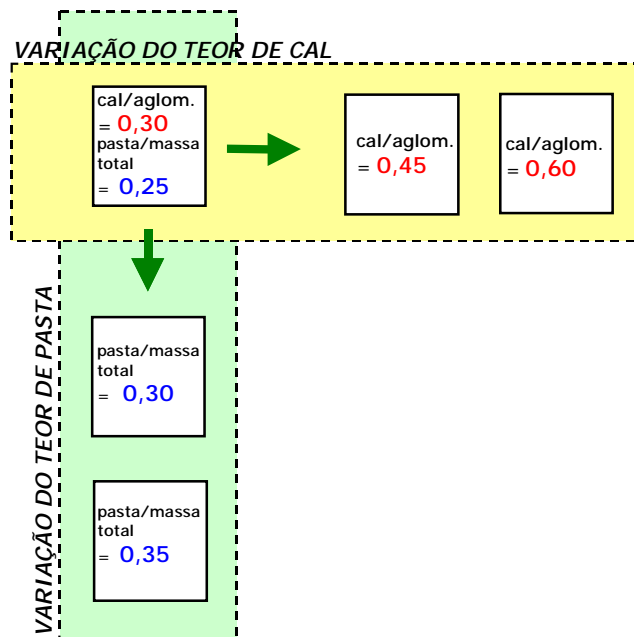 VARIAÇÃO DO TEOR DE CAL
cal/aglom.
= 0,30
pasta/massa
total
= 0,25
cal/aglom.
= 0,45
cal/aglom.
= 0,60
VARIAÇÃO DO TEOR DE PASTA
pasta/massa
total
= 0,30
pasta/massa
total
= 0,35